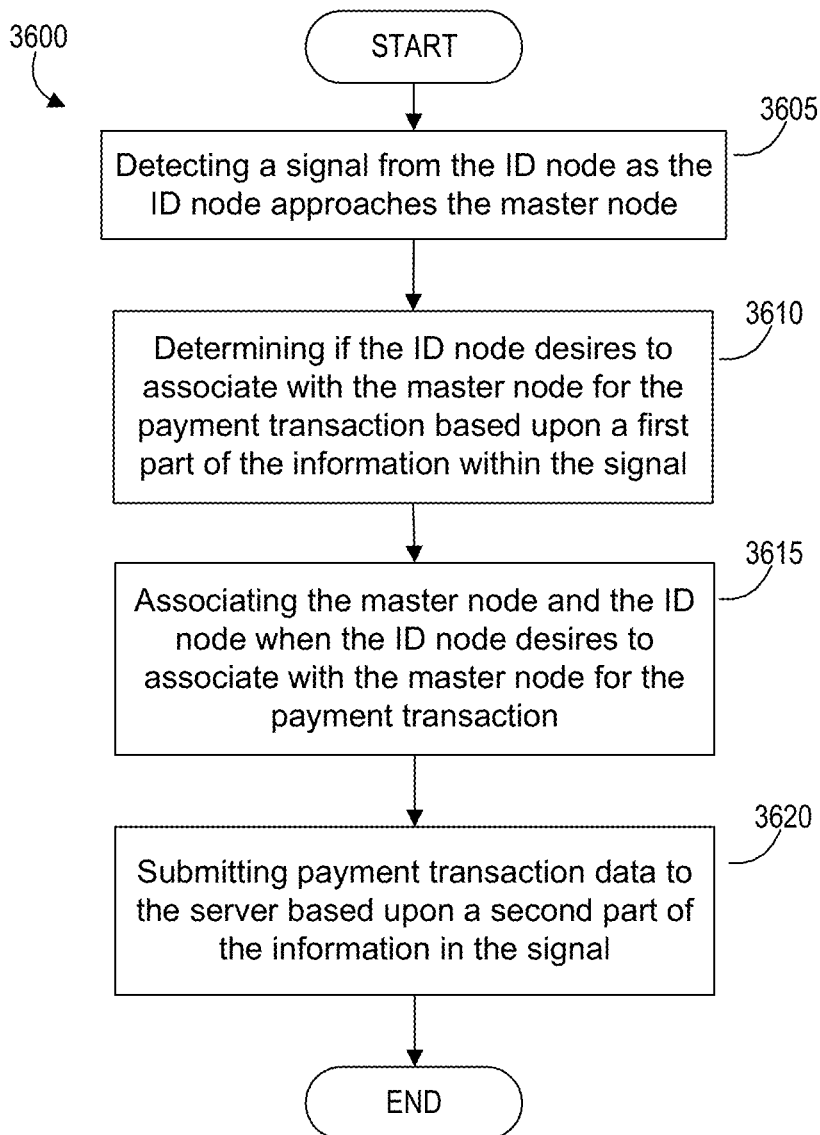 3600
START
3605
Detecting a signal from the ID node as the
ID node approaches the master node
3610
Determining if the ID node desires to
associate with the master node for the
payment transaction based upon a first
part of the information within the signal
3615
Associating the master node and the ID
node when the ID node desires to
associate with the master node for the
payment transaction
3620
Submitting payment transaction data to
the server based upon a second part of
the information in the signal
END